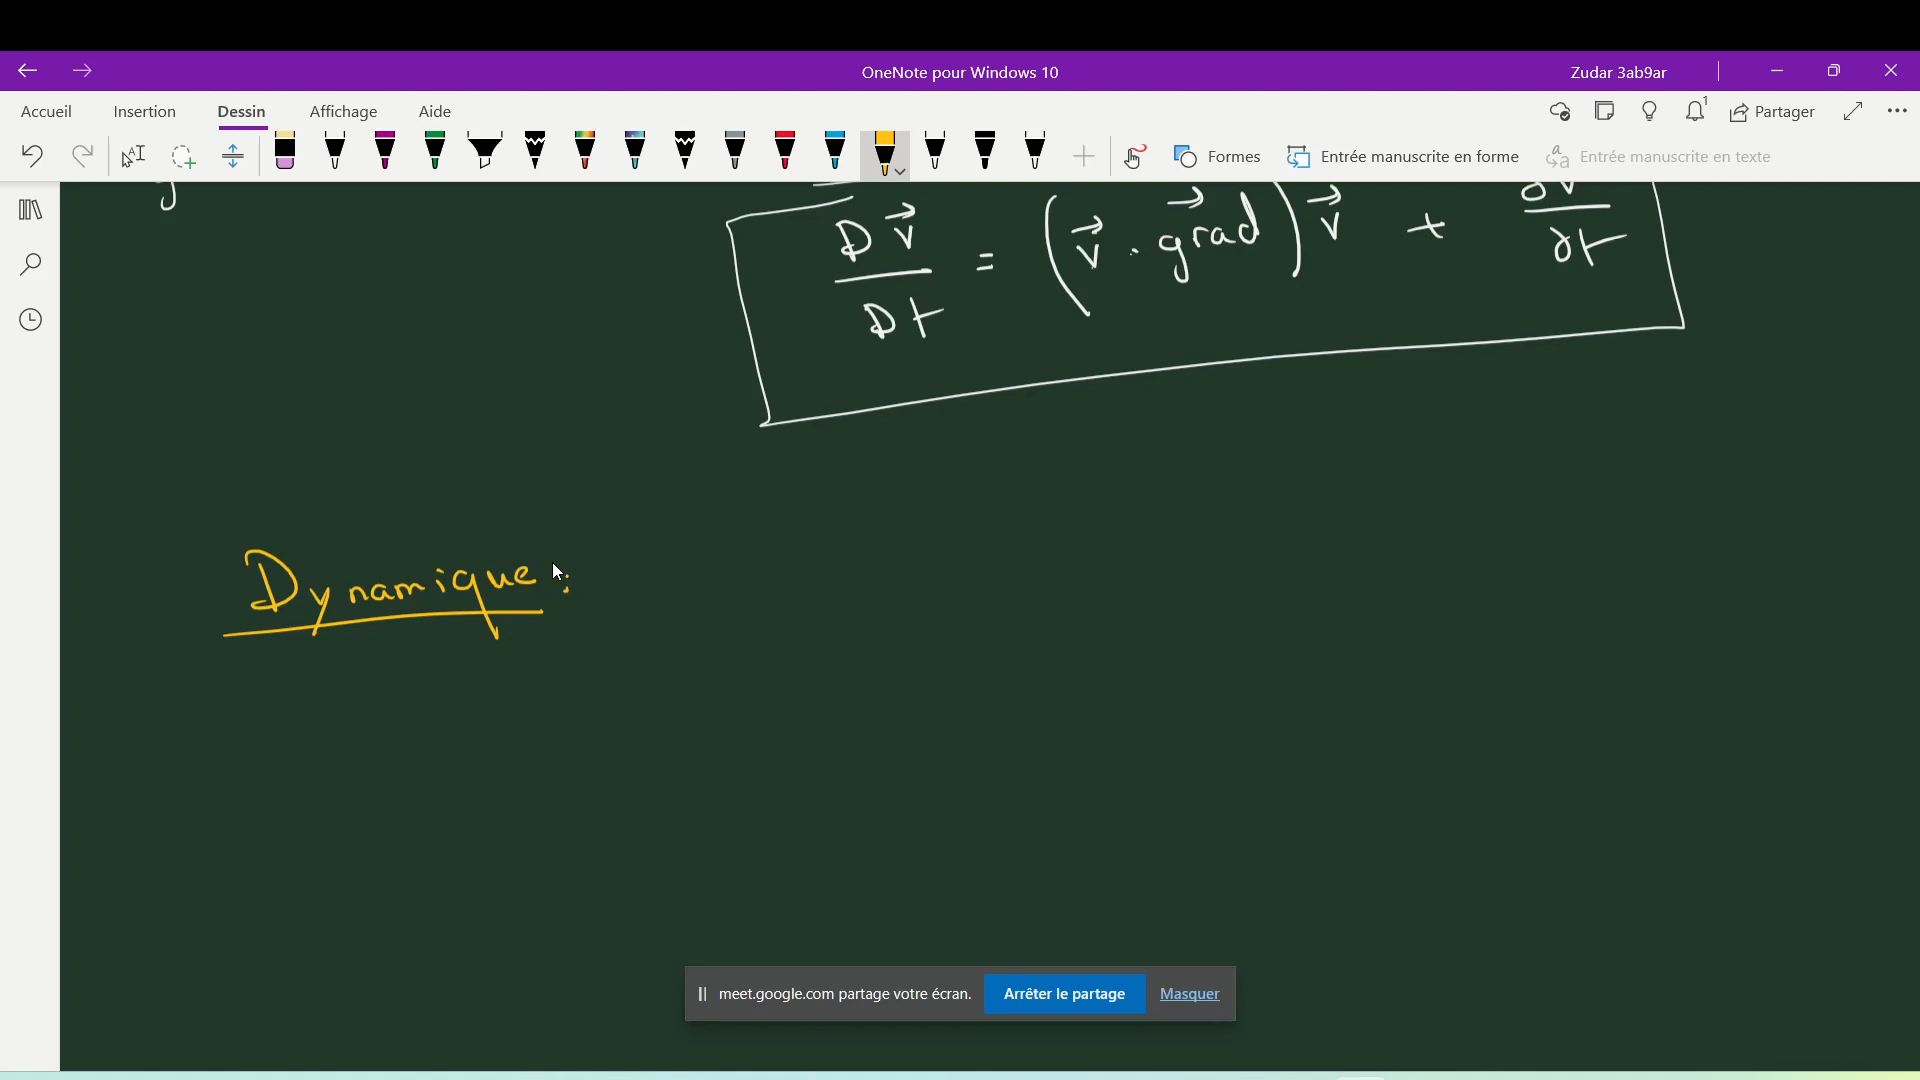 OneNote pour Windows 10
Zudar 3ab9ar
Accueil Insertion Dessin Affichage Aide
1
Partager
Formes Entrée manuscrite en forme Entrée manuscrite en texte
Dv⃗/Dt = (v⃗ · grad⃗) v⃗ + ∂v/∂t
Dynamique :
meet.google.com partage votre écran. Arrêter le partage Masquer